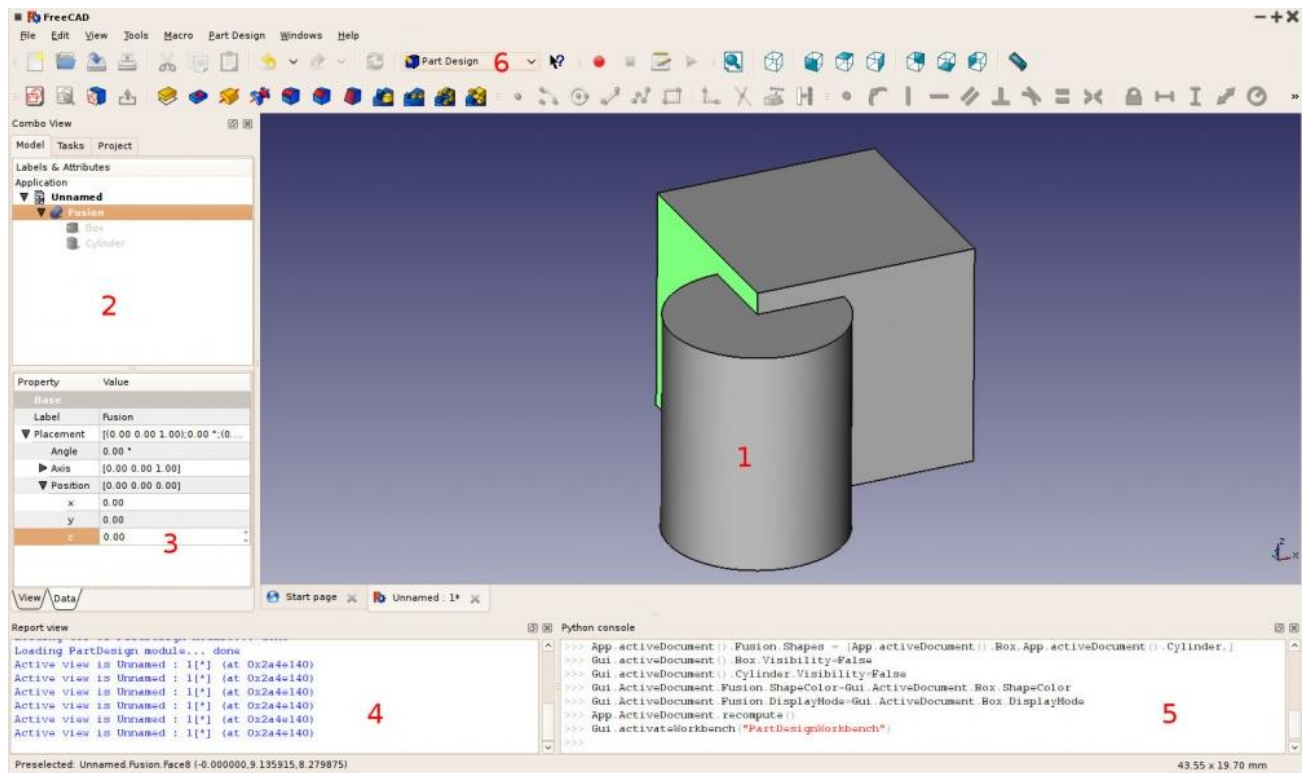 FreeCAD
File Edit View Tools Macro Part Design Windows Help
Part Design 6
Combo View
Model Tasks Project
Labels & Attributes
Application
Unnamed
Fusion
Box
Cylinder
2
1
Property Value
Base
Label Fusion
Placement [(0.00 0.00 1.00);0.00 °;(0....
Angle 0.00 °
Axis [0.00 0.00 1.00]
Position [0.00 0.00 0.00]
x 0.00
y 0.00
z 0.00
3
z
x
View Data
Start page Unnamed : 1*
Report view
Loading PartDesign module... done
Active view is Unnamed : 1[*] (at 0x2a4e140)
Active view is Unnamed : 1[*] (at 0x2a4e140)
Active view is Unnamed : 1[*] (at 0x2a4e140)
Active view is Unnamed : 1[*] (at 0x2a4e140)
Active view is Unnamed : 1[*] (at 0x2a4e140)
Active view is Unnamed : 1[*] (at 0x2a4e140)
4
Python console
>>> App.activeDocument().Fusion.Shapes = [App.activeDocument().Box,App.activeDocument().Cylinder,]
>>> Gui.activeDocument().Box.Visibility=False
>>> Gui.activeDocument().Cylinder.Visibility=False
>>> Gui.ActiveDocument.Fusion.ShapeColor=Gui.ActiveDocument.Box.ShapeColor
>>> Gui.ActiveDocument.Fusion.DisplayMode=Gui.ActiveDocument.Box.DisplayMode
>>> App.ActiveDocument.recompute()
>>> Gui.activateWorkbench("PartDesignWorkbench")
>>>
5
Preselected: Unnamed.Fusion.Face8 (-0.000000,9.135915,8.279875)
43.55 x 19.70 mm